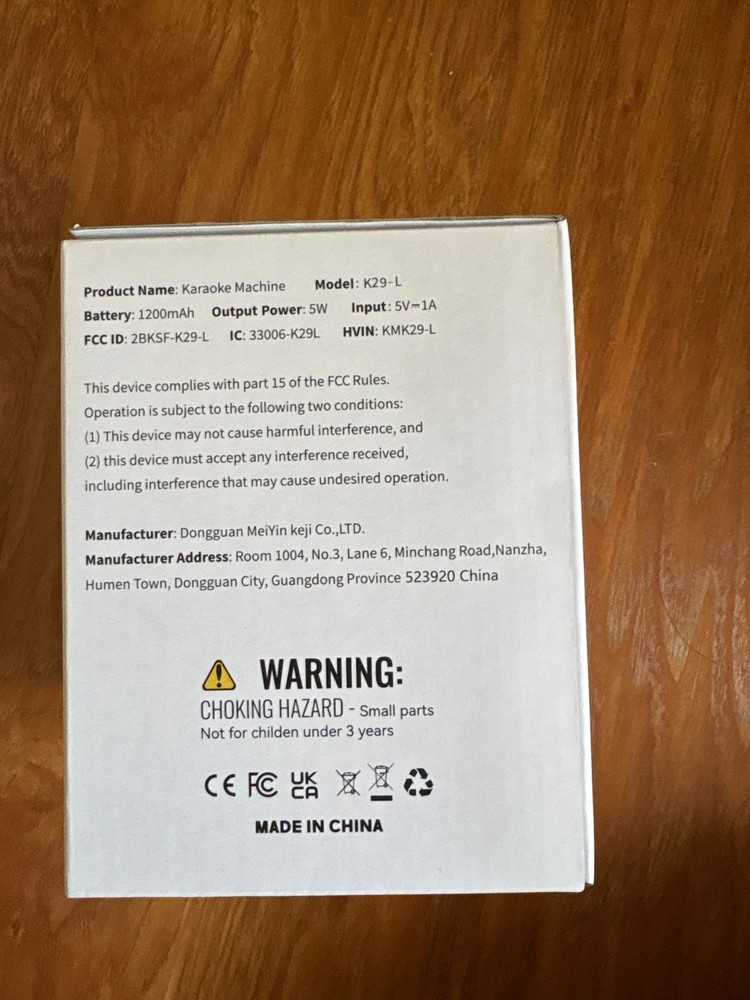 Product Name: Karaoke Machine Model: K29-L
Battery: 1200mAh Output Power: 5W Input: 5V⎓1A
FCC ID: 2BKSF-K29-L IC: 33006-K29L HVIN: KMK29-L
This device complies with part 15 of the FCC Rules.
Operation is subject to the following two conditions:
(1) This device may not cause harmful interference, and
(2) this device must accept any interference received,
including interference that may cause undesired operation.
Manufacturer: Dongguan MeiYin keji Co.,LTD.
Manufacturer Address: Room 1004, No.3, Lane 6, Minchang Road,Nanzha,
Humen Town, Dongguan City, Guangdong Province 523920 China
WARNING:
CHOKING HAZARD - Small parts
Not for childen under 3 years
CE FC UK CA
MADE IN CHINA